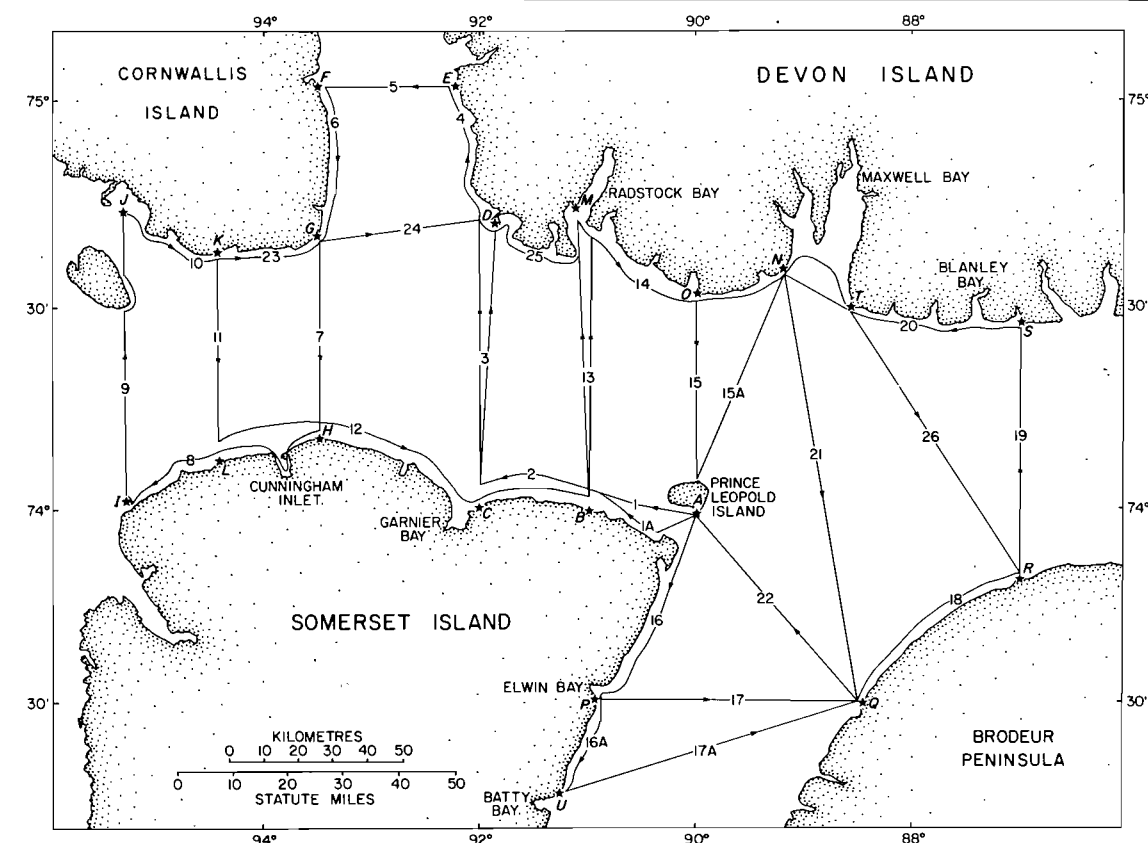 94° 92° 90° 88°
CORNWALLIS
ISLAND
DEVON ISLAND
F 5 E
75° 75°
6 4
MAXWELL BAY
RADSTOCK BAY
J M
D
G 24
K
10 23 25 14 N
O
BLANLEY
BAY
30' 30'
T
20 S
11 7 3 13 15 15A
9 26 19
21
H 12
8 L
CUNNINGHAM
INLET
I
2
1
1A
PRINCE
LEOPOLD
ISLAND
A
74° 74°
GARNIER
BAY
C B
R
18
22
16
SOMERSET ISLAND
ELWIN BAY
P 17 Q
30' 30'
16A
17A
BRODEUR
PENINSULA
KILOMETRES
0 10 20 30 40 50
0 10 20 30 40 50
STATUTE MILES
BATTY
BAY
U
94° 92° 90° 88°